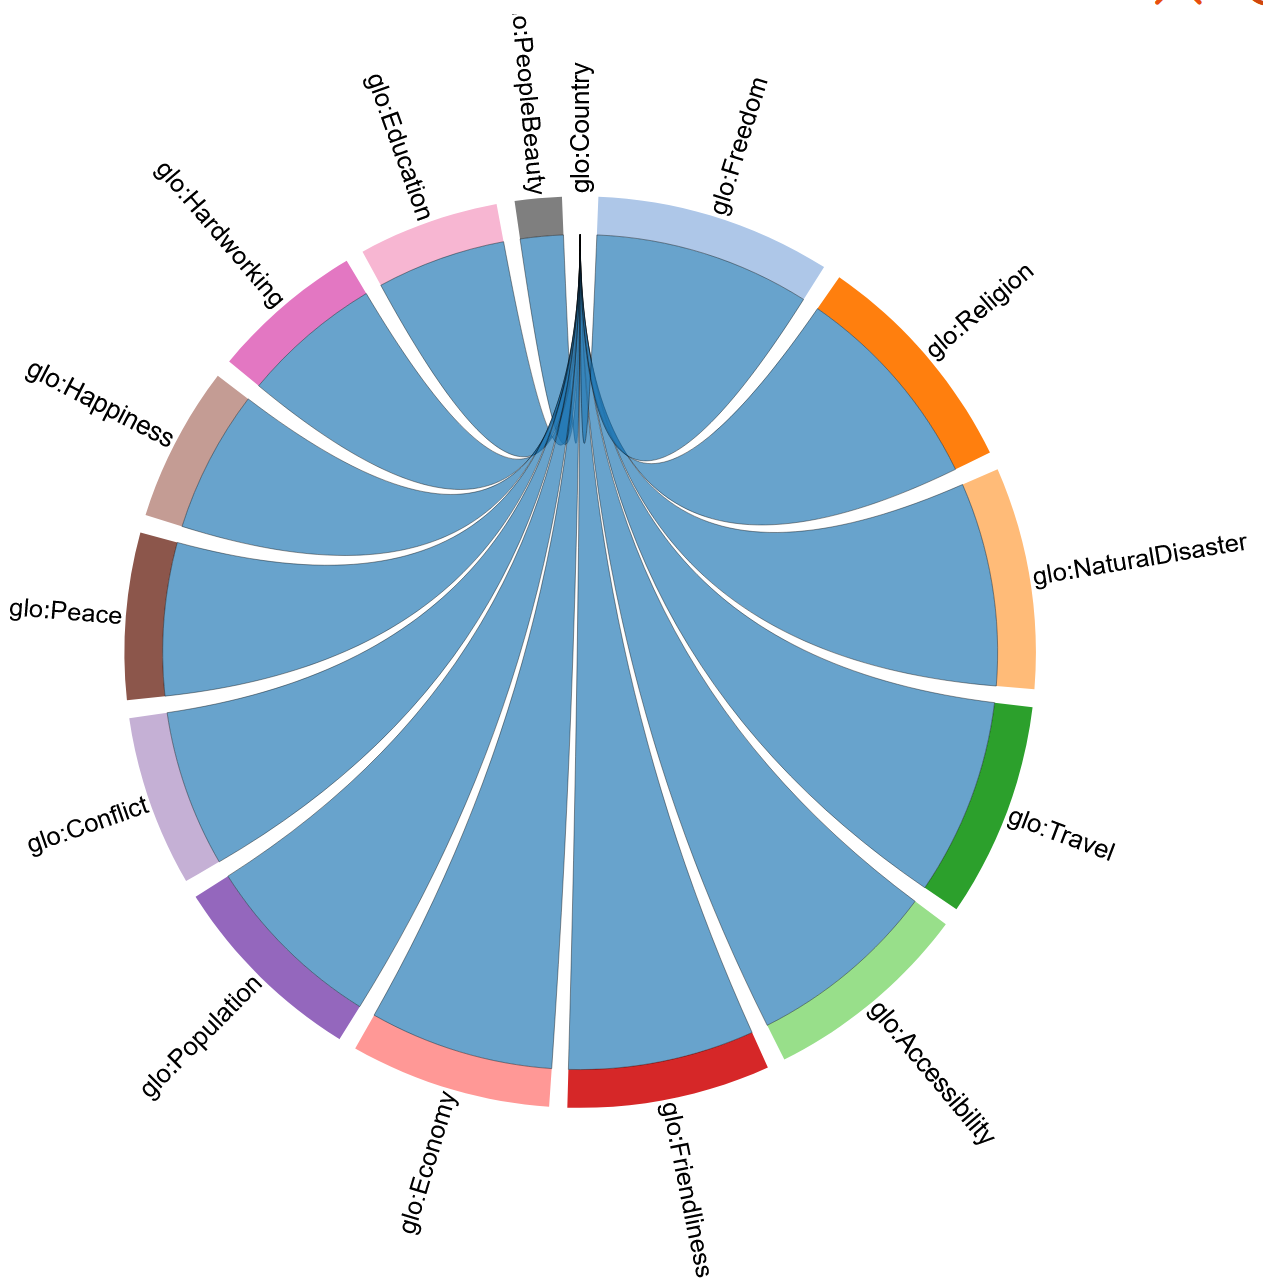 o:PeopleBeauty
glo:Country
glo:Freedom
glo:Religion
glo:NaturalDisaster
glo:Travel
glo:Accessibility
glo:Friendliness
glo:Economy
glo:Population
glo:Conflict
glo:Peace
glo:Happiness
glo:Hardworking
glo:Education